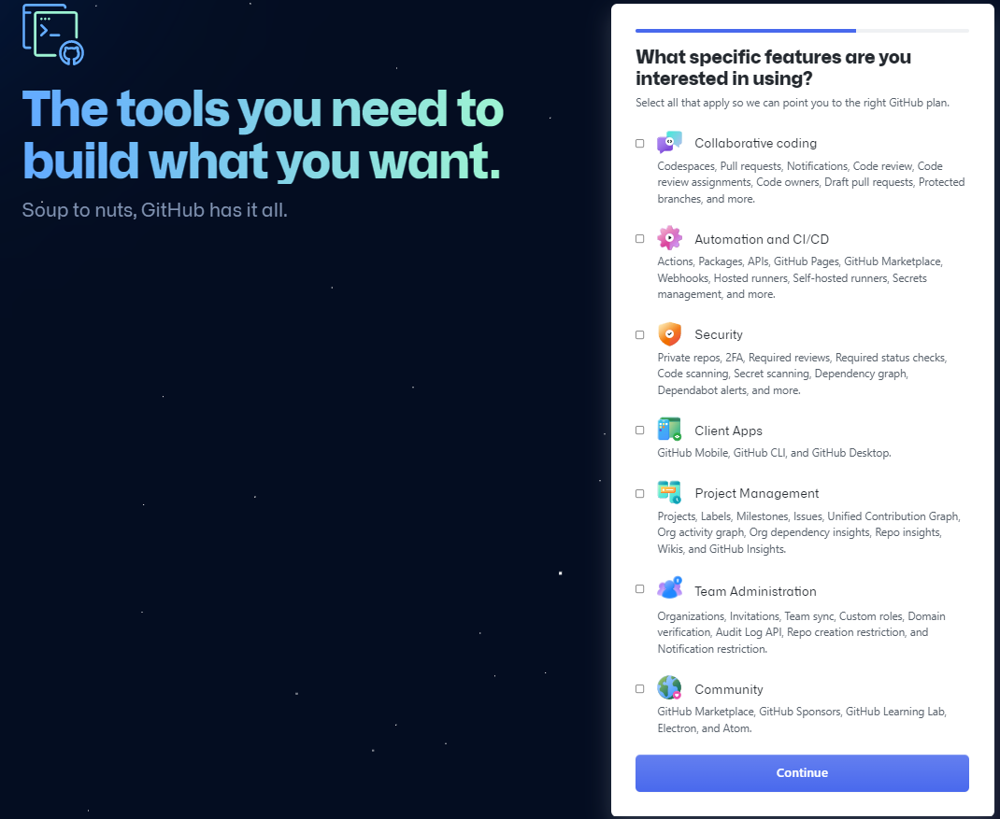 The tools you need to
build what you want.
Soup to nuts, GitHub has it all.
What specific features are you
interested in using?
Select all that apply so we can point you to the right GitHub plan.
Collaborative coding
Codespaces, Pull requests, Notifications, Code review, Code
review assignments, Code owners, Draft pull requests, Protected
branches, and more.
Automation and CI/CD
Actions, Packages, APIs, GitHub Pages, GitHub Marketplace,
Webhooks, Hosted runners, Self-hosted runners, Secrets
management, and more.
Security
Private repos, 2FA, Required reviews, Required status checks,
Code scanning, Secret scanning, Dependency graph,
Dependabot alerts, and more.
Client Apps
GitHub Mobile, GitHub CLI, and GitHub Desktop.
Project Management
Projects, Labels, Milestones, Issues, Unified Contribution Graph,
Org activity graph, Org dependency insights, Repo insights,
Wikis, and GitHub Insights.
Team Administration
Organizations, Invitations, Team sync, Custom roles, Domain
verification, Audit Log API, Repo creation restriction, and
Notification restriction.
Community
GitHub Marketplace, GitHub Sponsors, GitHub Learning Lab,
Electron, and Atom.
Continue